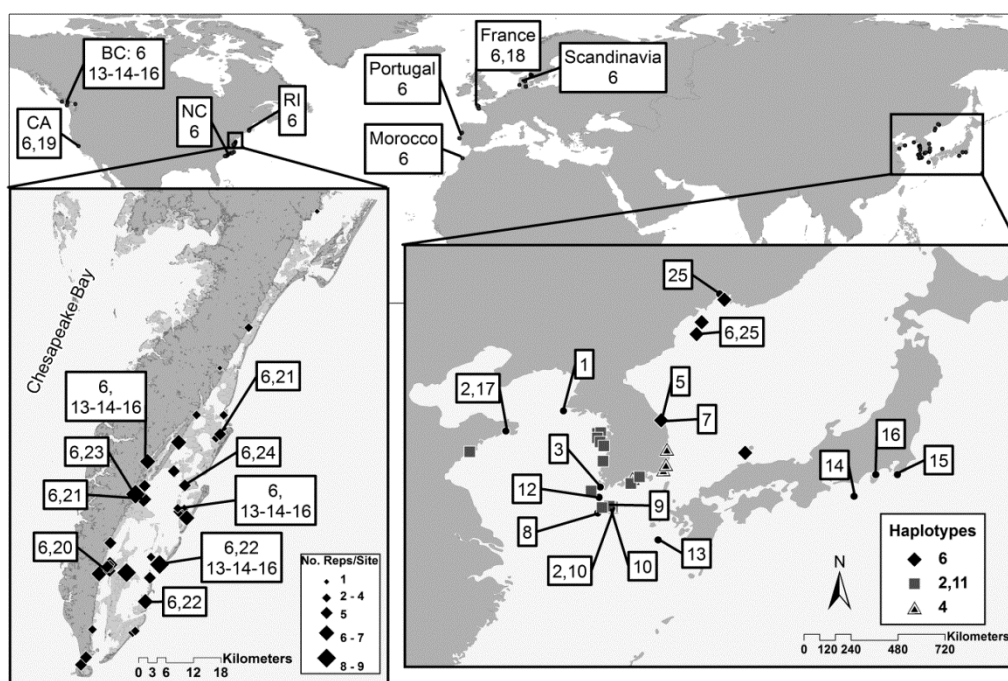 BC: 6
13-14-16
CA
6,19
NC
6
RI
6
Portugal
6
France
6,18
Scandinavia
6
Morocco
6
Chesapeake Bay
6,
13-14-16
6,23
6,21
6,20
6,21
6,24
6,
13-14-16
6,22
13-14-16
6,22
No. Reps/Site
1
2 - 4
5
6 - 7
8 - 9
Kilometers
0 3 6 12 18
25
6,25
1
2,17
5
7
3
12
8
9
2,10
10
13
14
16
15
N
Haplotypes
6
2,11
4
Kilometers
0 120 240 480 720